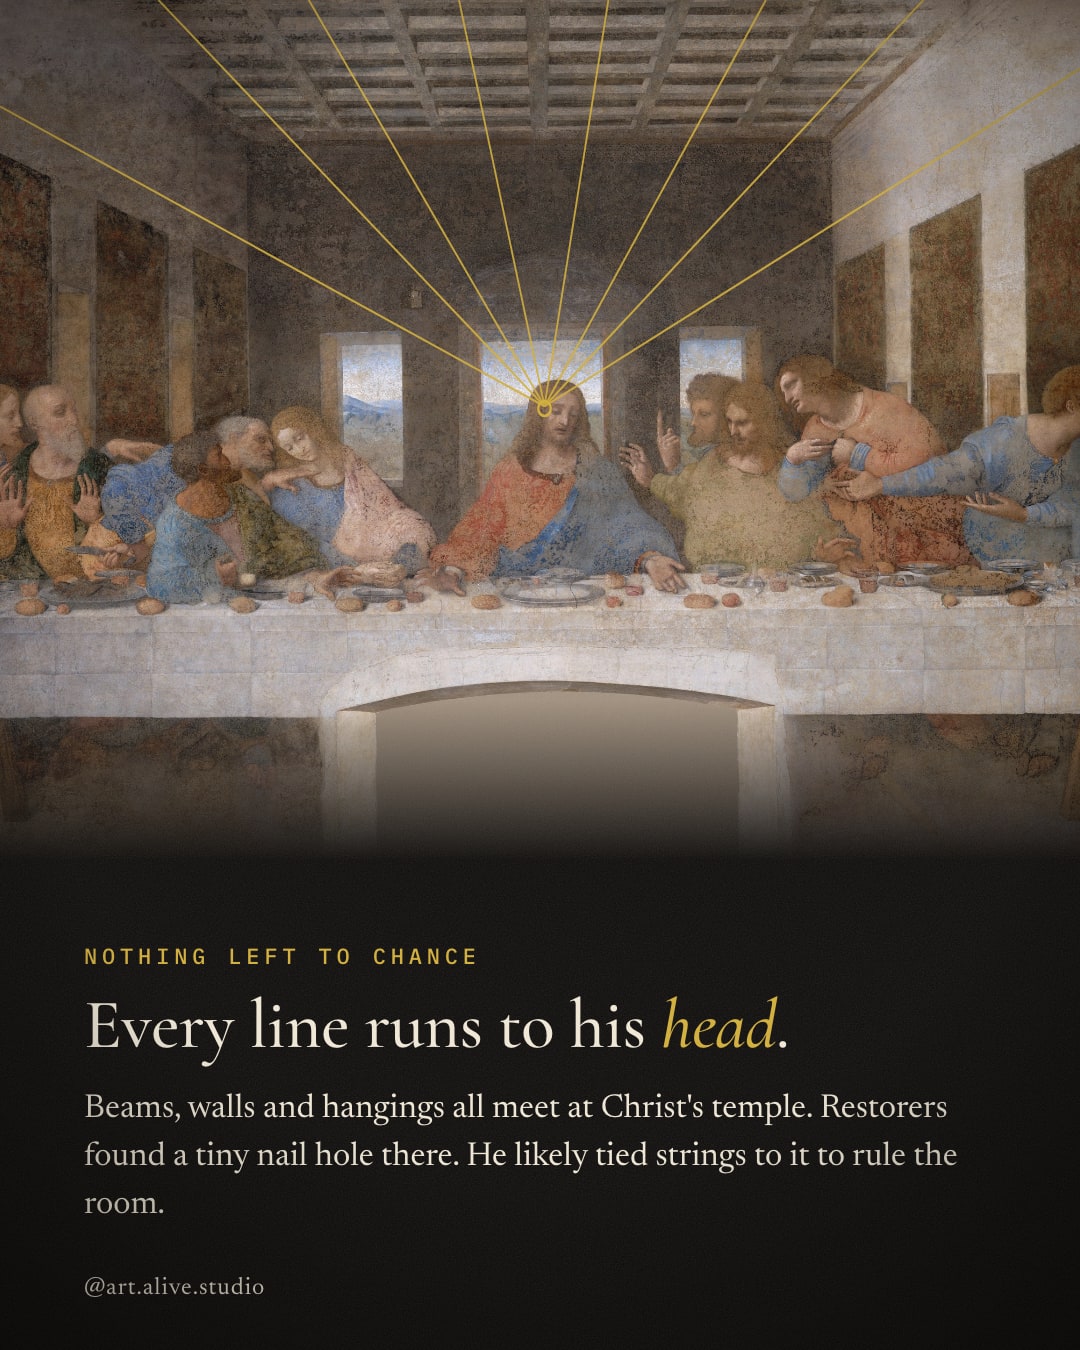 NOTHING LEFT TO CHANCE
Every line runs to his head.
Beams, walls and hangings all meet at Christ's temple. Restorers
found a tiny nail hole there. He likely tied strings to it to rule the
room.
@art.alive.studio